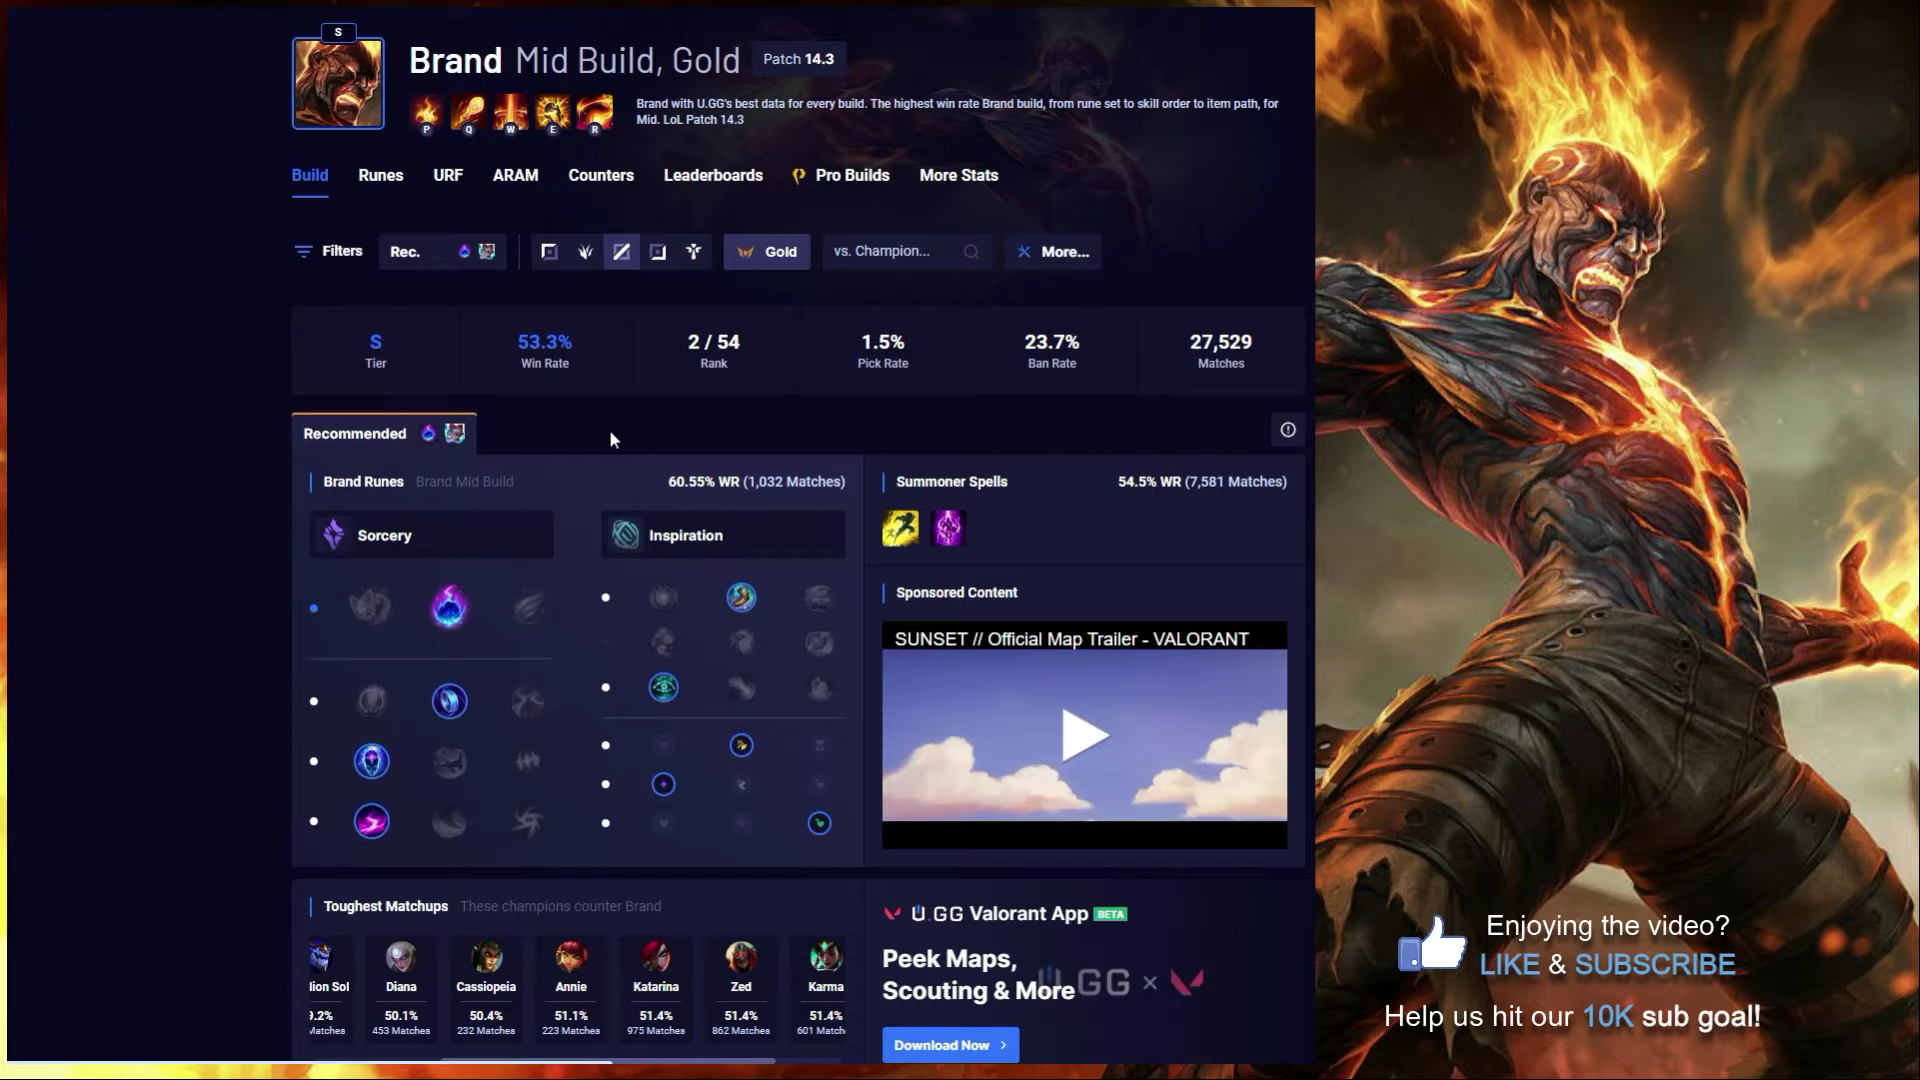 S
Brand Mid Build, Gold
Patch 14.3
P Q W E R
Brand with U.GG's best data for every build. The highest win rate Brand build, from rune set to skill order to item path, for
Mid. LoL Patch 14.3
Build Runes URF ARAM Counters Leaderboards Pro Builds More Stats
Filters Rec. Gold vs. Champion... More...
S 53.3% 2 / 54 1.5% 23.7% 27,529
Tier Win Rate Rank Pick Rate Ban Rate Matches
Recommended
Brand Runes Brand Mid Build 60.55% WR (1,032 Matches)
Sorcery Inspiration
Summoner Spells 54.5% WR (7,581 Matches)
Sponsored Content
SUNSET // Official Map Trailer - VALORANT
Toughest Matchups These champions counter Brand
lion Sol Diana Cassiopeia Annie Katarina Zed Karma
.2% 50.1% 50.4% 51.1% 51.4% 51.4% 51.4%
Matches 453 Matches 232 Matches 223 Matches 975 Matches 862 Matches 601 Match
U.GG Valorant App BETA
Peek Maps,
Scouting & More
U.GG ×
Download Now
Enjoying the video?
LIKE & SUBSCRIBE
Help us hit our 10K sub goal!